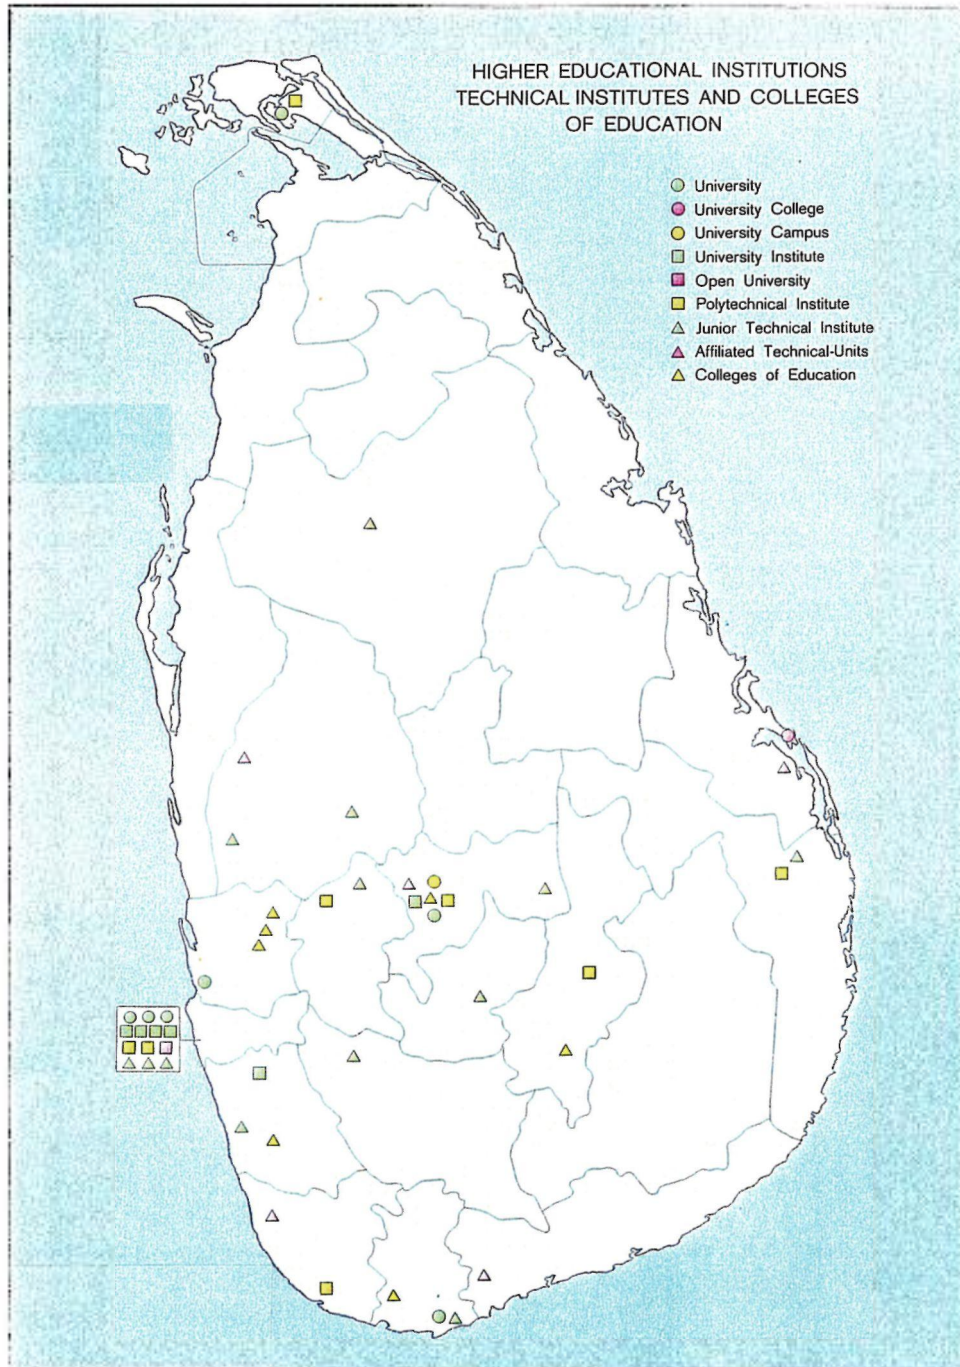 HIGHER EDUCATIONAL INSTITUTIONS
TECHNICAL INSTITUTES AND COLLEGES
OF EDUCATION
University
University College
University Campus
University Institute
Open University
Polytechnical Institute
Junior Technical Institute
Affiliated Technical-Units
Colleges of Education